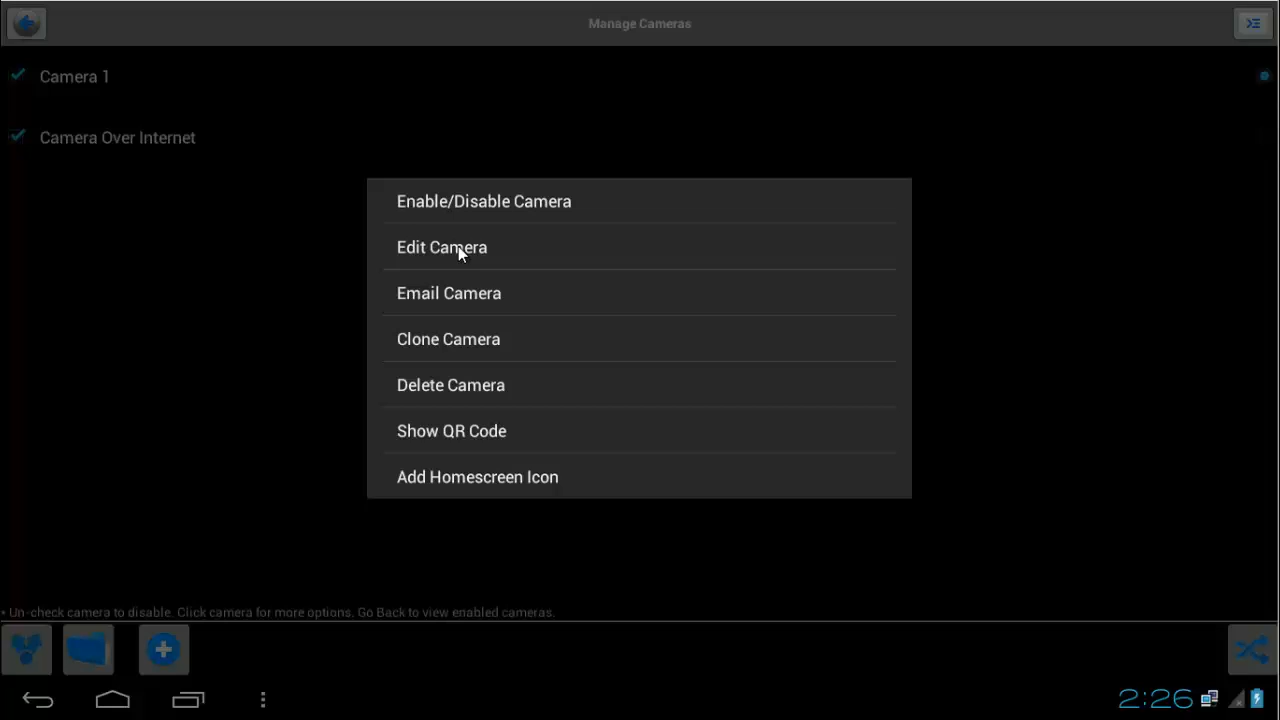 Manage Cameras
Camera 1
Camera Over Internet
Enable/Disable Camera
Edit Camera
Email Camera
Clone Camera
Delete Camera
Show QR Code
Add Homescreen Icon
* Un-check camera to disable. Click camera for more options. Go Back to view enabled cameras.
2:26